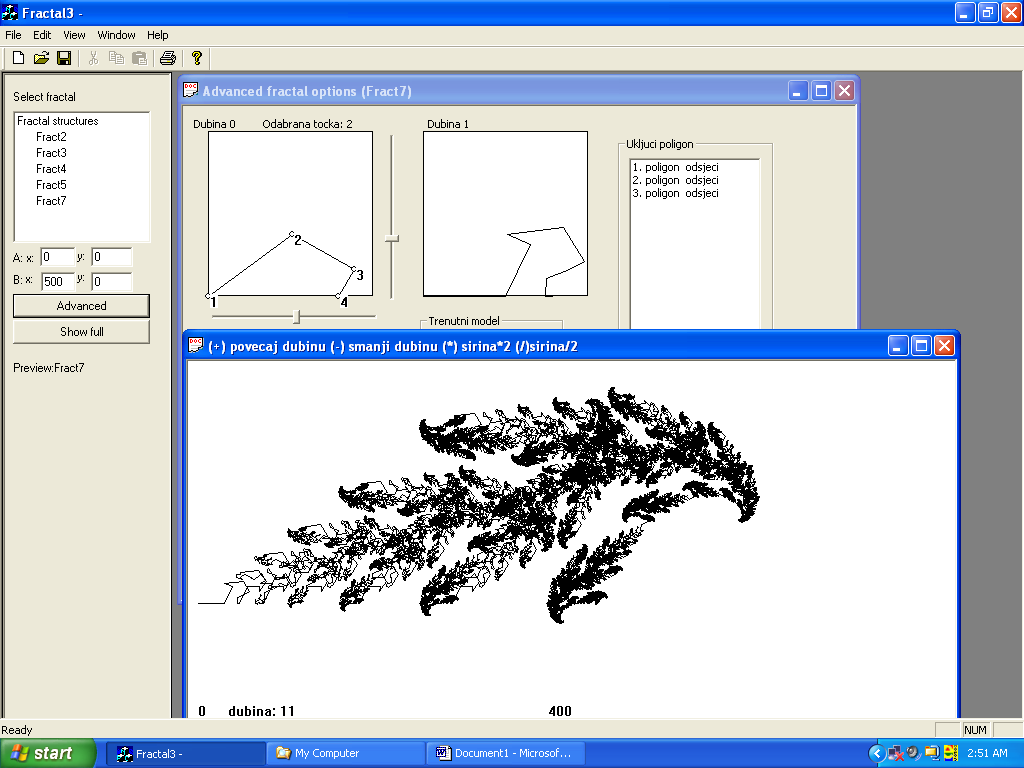 Fractal3 -
File Edit View Window Help
Select fractal
Fractal structures
Fract2
Fract3
Fract4
Fract5
Fract7
A: x: 0 y: 0
B: x: 500 y: 0
Advanced
Show full
Preview:Fract7
Advanced fractal options (Fract7)
Dubina 0 Odabrana tocka: 2 Dubina 1
1 2 3 4
Ukljuci poligon
1. poligon odsjeci
2. poligon odsjeci
3. poligon odsjeci
Trenutni model
(+) povecaj dubinu (-) smanji dubinu (*) sirina*2 (/)sirina/2
0 dubina: 11 400
Ready NUM
start Fractal3 - My Computer Document1 - Microsof... 2:51 AM